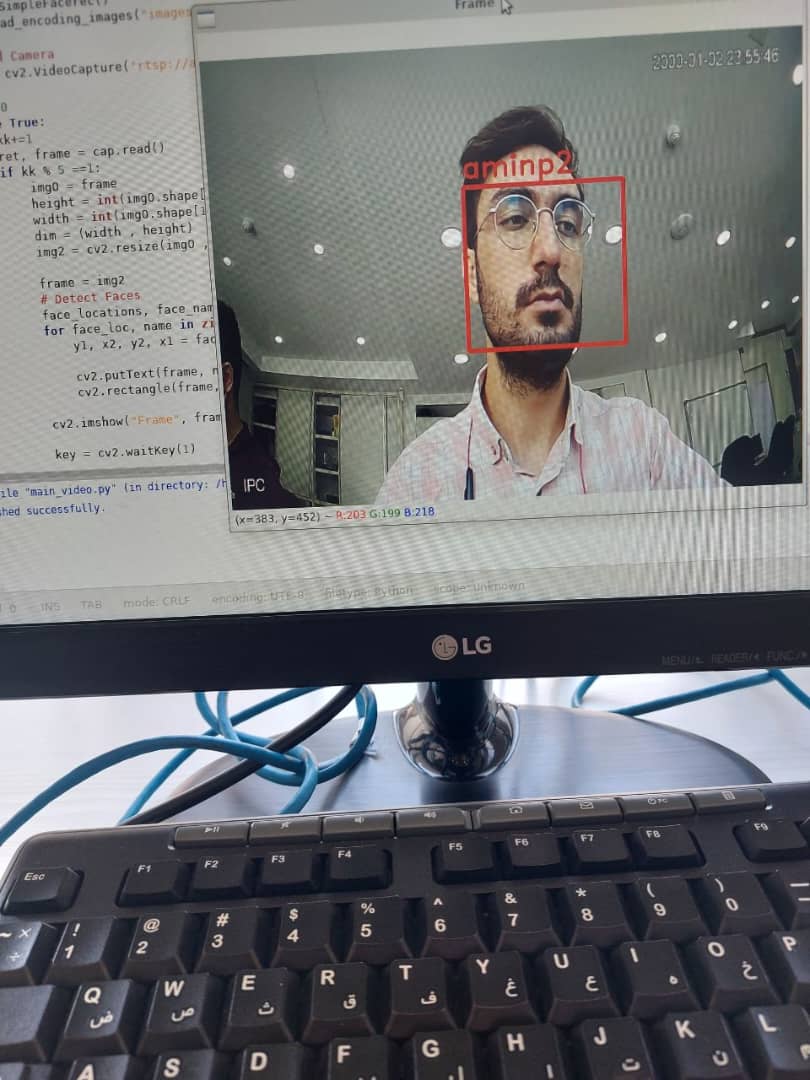 SimpleFacerec()
ad_encoding_images("images
Camera
cv2.VideoCapture("rtsp://
0
True:
kk+=1
ret, frame = cap.read()
if kk % 5 ==1:
img0 = frame
height = int(img0.shape[
width = int(img0.shape[1
dim = (width , height)
img2 = cv2.resize(img0 ,
frame = img2
# Detect Faces
face_locations, face_nam
for face_loc, name in zi
y1, x2, y2, x1 = fac
cv2.putText(frame, n
cv2.rectangle(frame,
cv2.imshow("Frame", fram
key = cv2.waitKey(1)
ile "main_video.py" (in directory: /h
shed successfully.
Frame
2000-01-02 23:55:46
aminp2
IPC
(x=383, y=452) ~ R:203 G:199 B:218
INS TAB mode: CRLF encoding: UTF-8 filetype: Python scope: unknown
LG
MENU/ READER/ FUNC./
Esc F1 F2 F3 F4 F5 F6 F7 F8 F9
~ × ÷ ! 1 @ 2 # 3 $ 4 % 5 ^ 6 & 7 * 8 ( 9 ) 0
Q ض W ص E ث R ق T ف Y غ U ع I ه O خ P
A S D F G ل H ا J ت K ن L